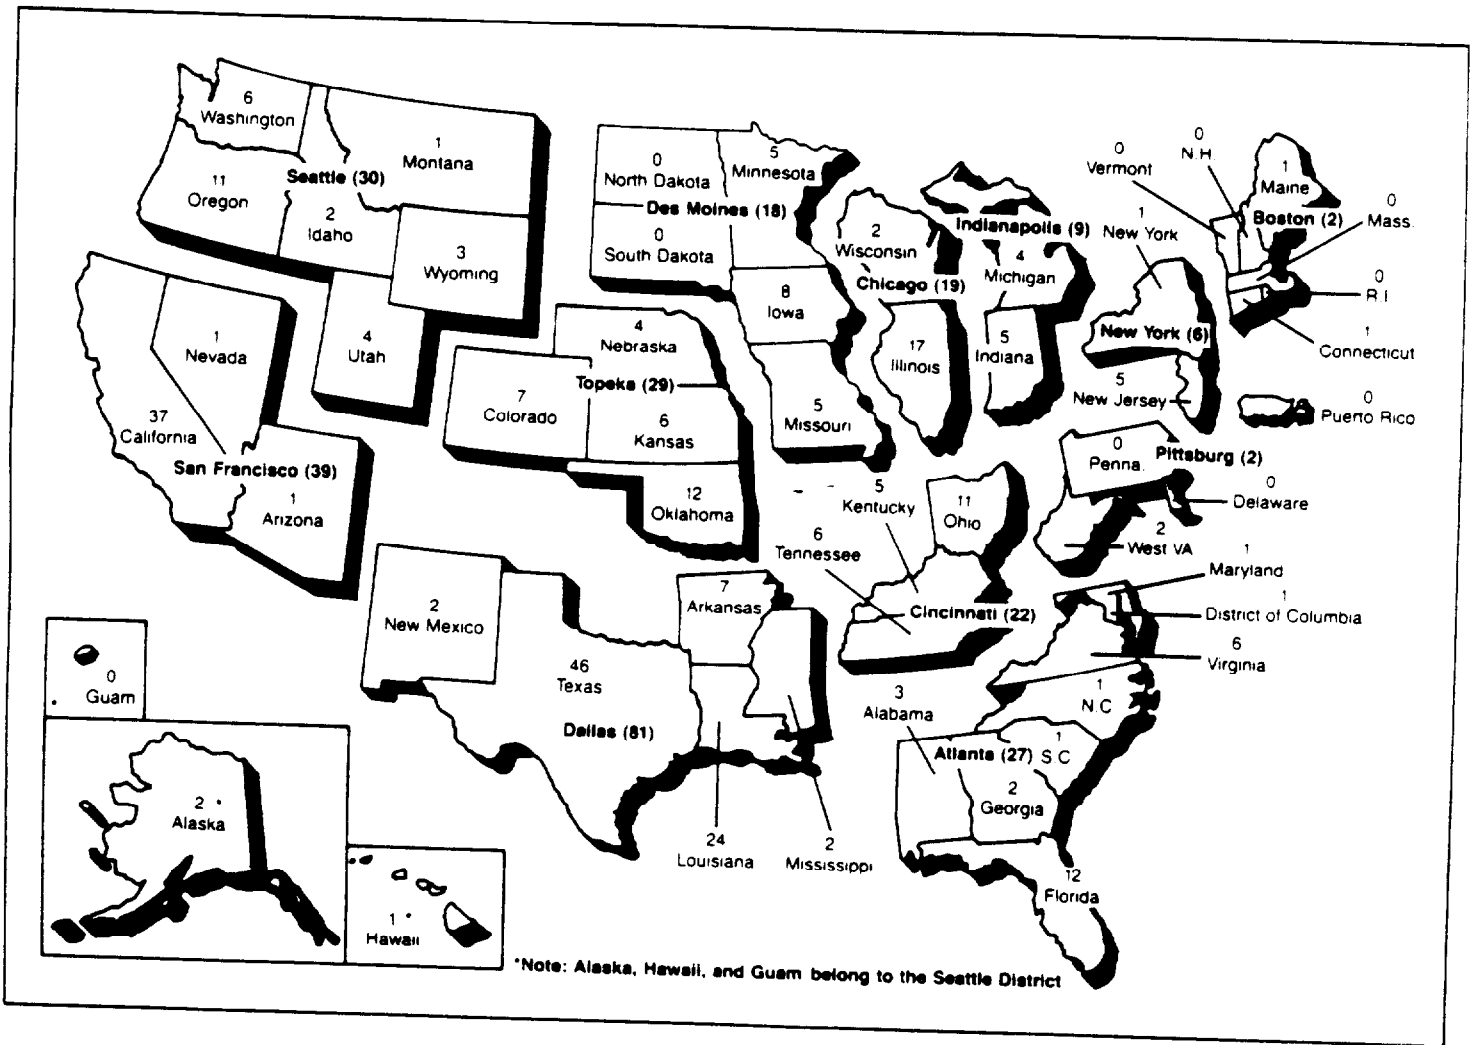 6
Washington
1
Montana
11
Oregon
Seattle (30)
2
Idaho
3
Wyoming
4
Utah
1
Nevada
37
California
San Francisco (39)
1
Arizona
0
North Dakota
5
Minnesota
Des Moines (18)
0
South Dakota
8
Iowa
4
Nebraska
Topeka (29)
7
Colorado
6
Kansas
5
Missouri
12
Oklahoma
2
Wisconsin
Chicago (19)
17
Illinois
Indianapolis (9)
4
Michigan
5
Indiana
0
Vermont
0
N.H.
1
Maine
Boston (2)
0
Mass.
0
R.I.
1
Connecticut
1
New York
New York (6)
5
New Jersey
0
Puerto Rico
0
Penna.
Pittsburg (2)
0
Delaware
2
West VA
1
Maryland
1
District of Columbia
6
Virginia
5
Kentucky
11
Ohio
6
Tennessee
Cincinnati (22)
2
New Mexico
46
Texas
Dallas (81)
7
Arkansas
24
Louisiana
2
Mississippi
3
Alabama
1
N.C
Atlanta (27)
1
S C
2
Georgia
12
Florida
0
Guam
2 *
Alaska
1 *
Hawaii
*Note: Alaska, Hawaii, and Guam belong to the Seattle District